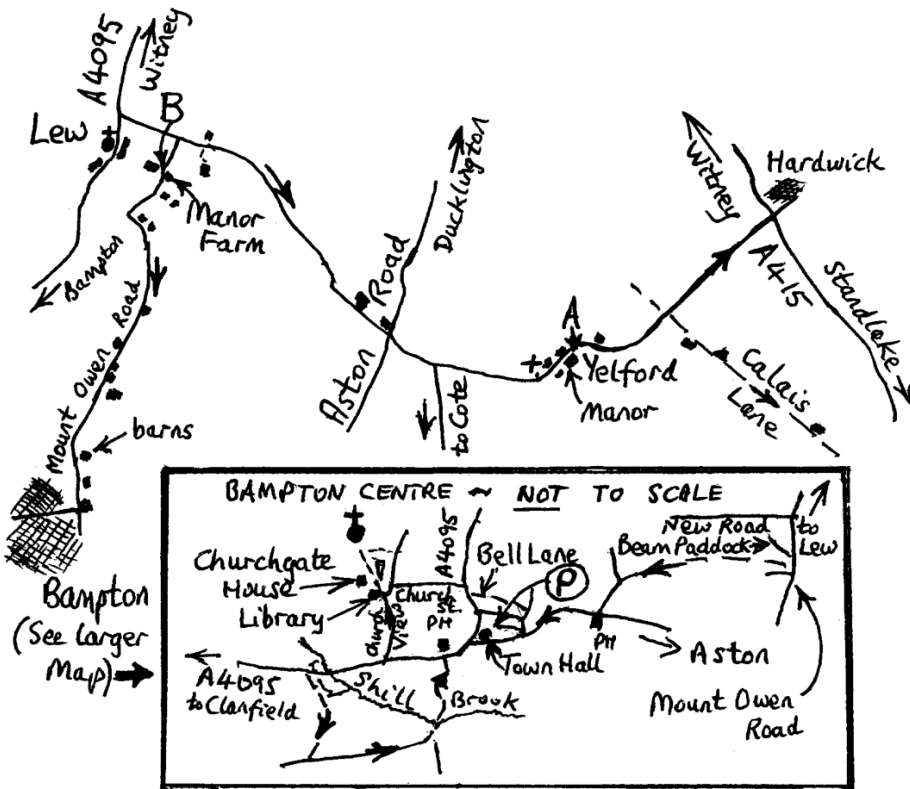 A4095
Witney
B
Lew
Manor
Farm
Bampton
Mount Owen Road
barns
Ducklington
Aston Road
to Cote
A
Yelford
Manor
Witney
Hardwick
A415
Standlake
Calais
Lane
Bampton
(See Larger
Map)
BAMPTON CENTRE ~ NOT TO SCALE
New Road
to
Lew
Beam Paddock
A4095
Bell Lane
P
Churchgate
House
Library
Church
St.
PH
Church
View
Town Hall
PH
Aston
A4095
to Clanfield
Shill
Brook
Mount Owen
Road